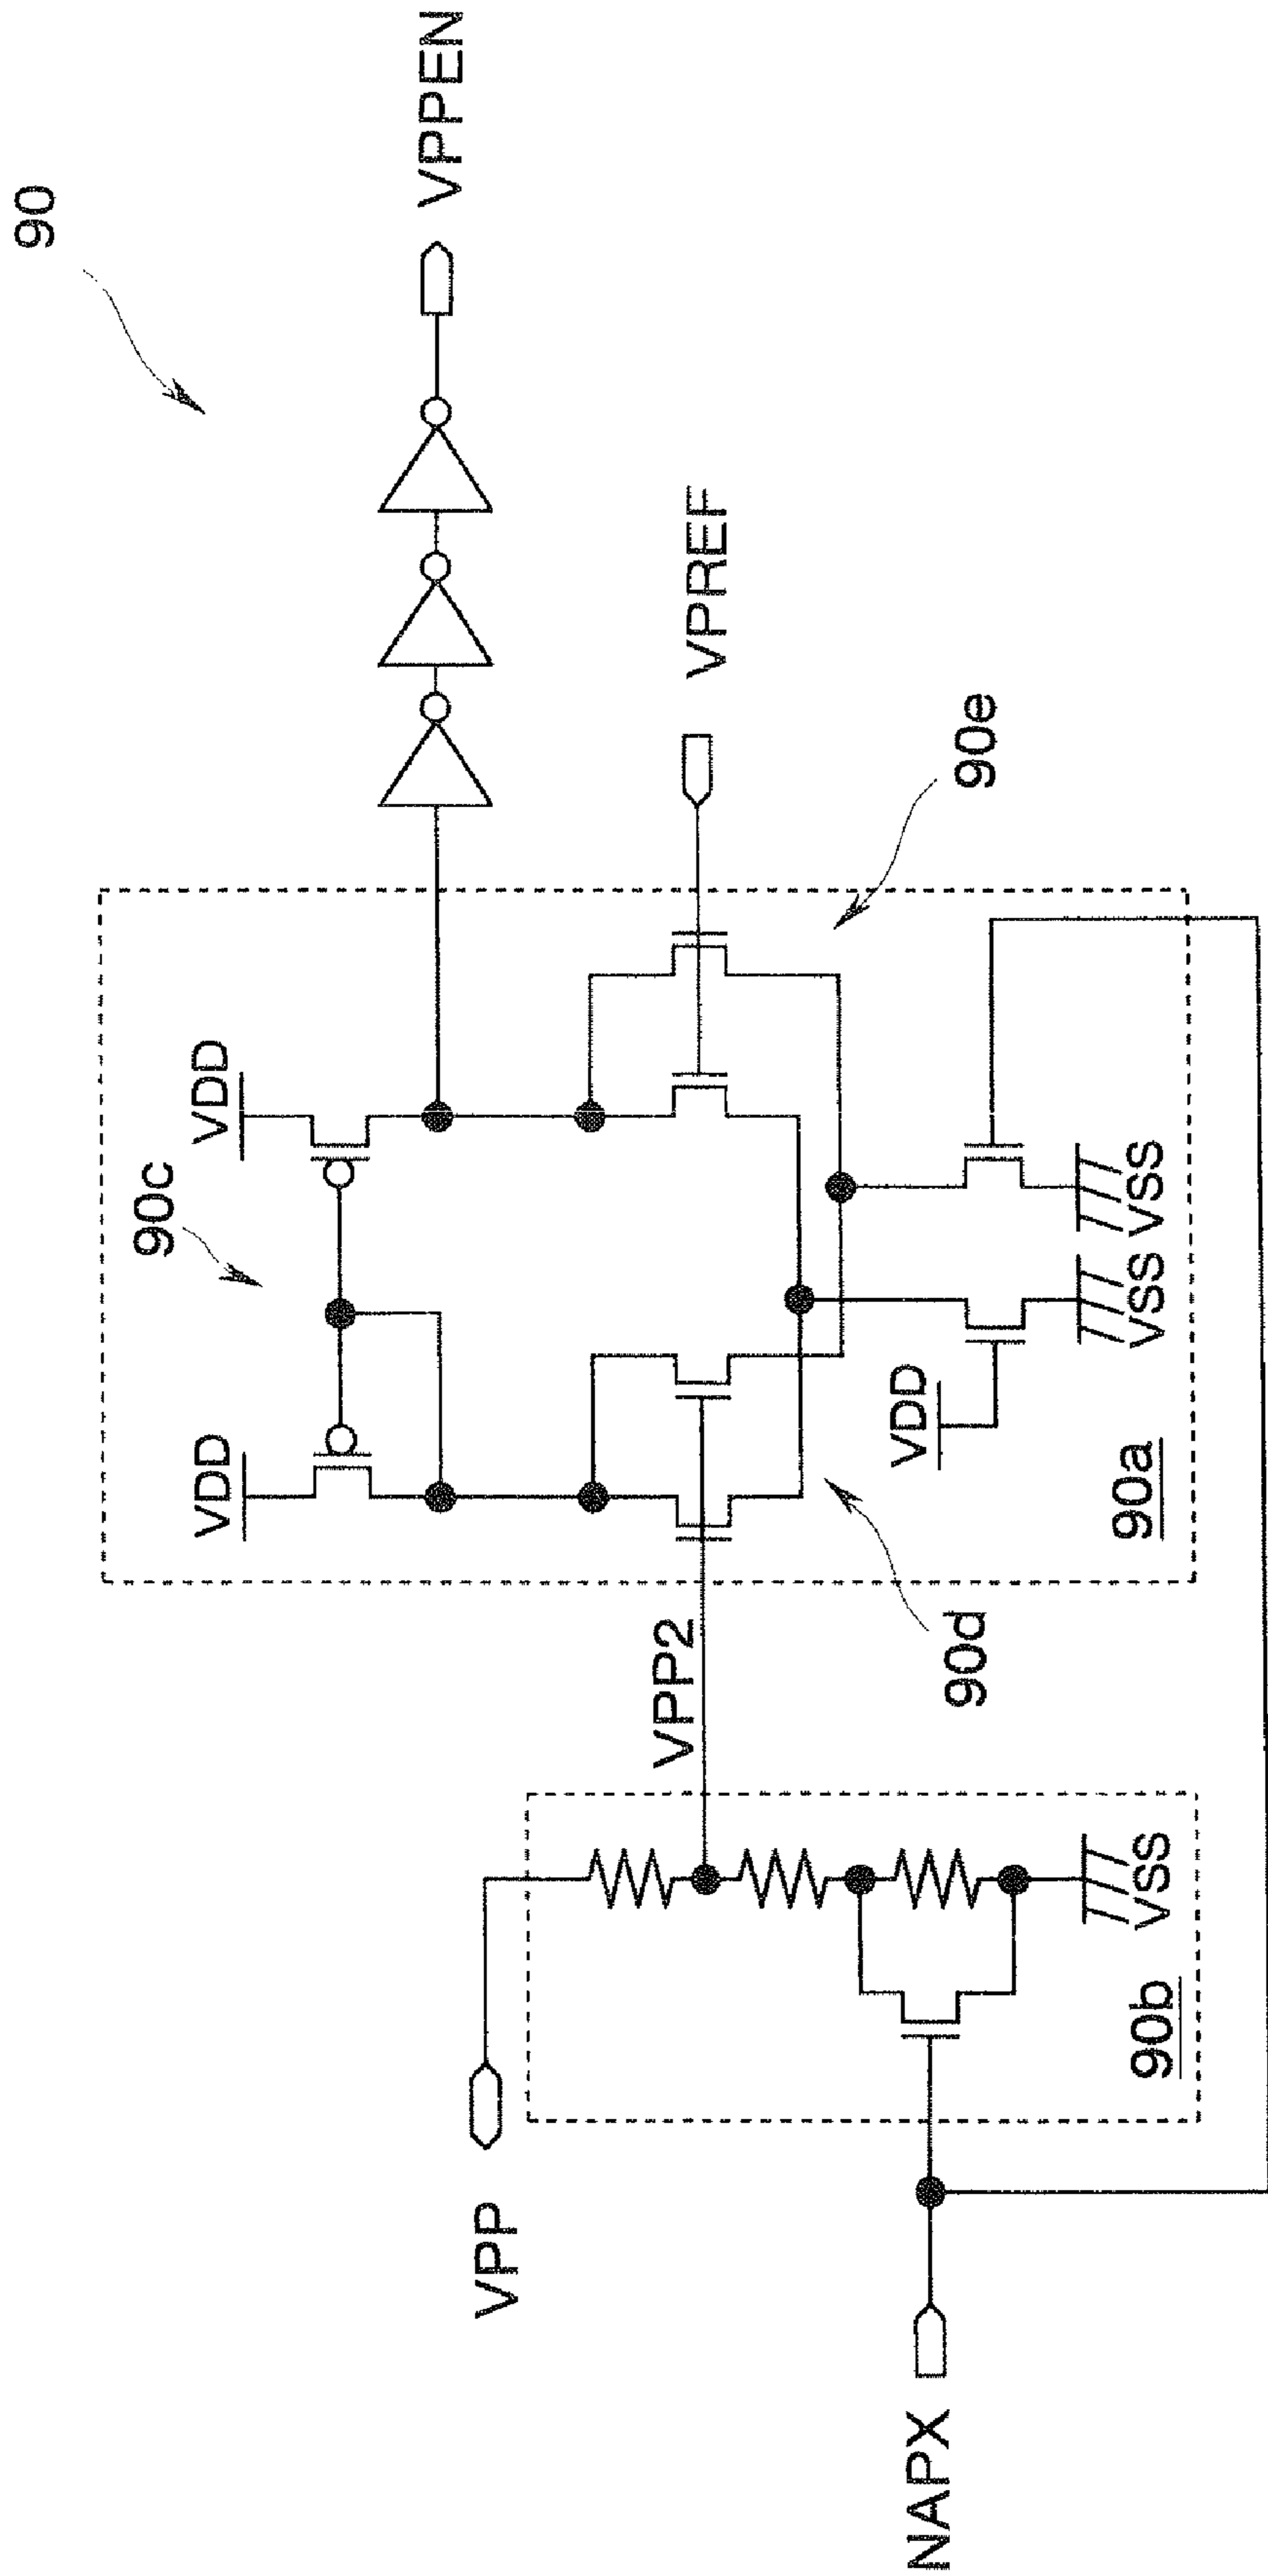 90
VPPEN
VPREF
90e
VDD
90c
VDD
VSS
VSS
VDD
90a
90d
VPP2
VSS
90b
VPP
NAPX